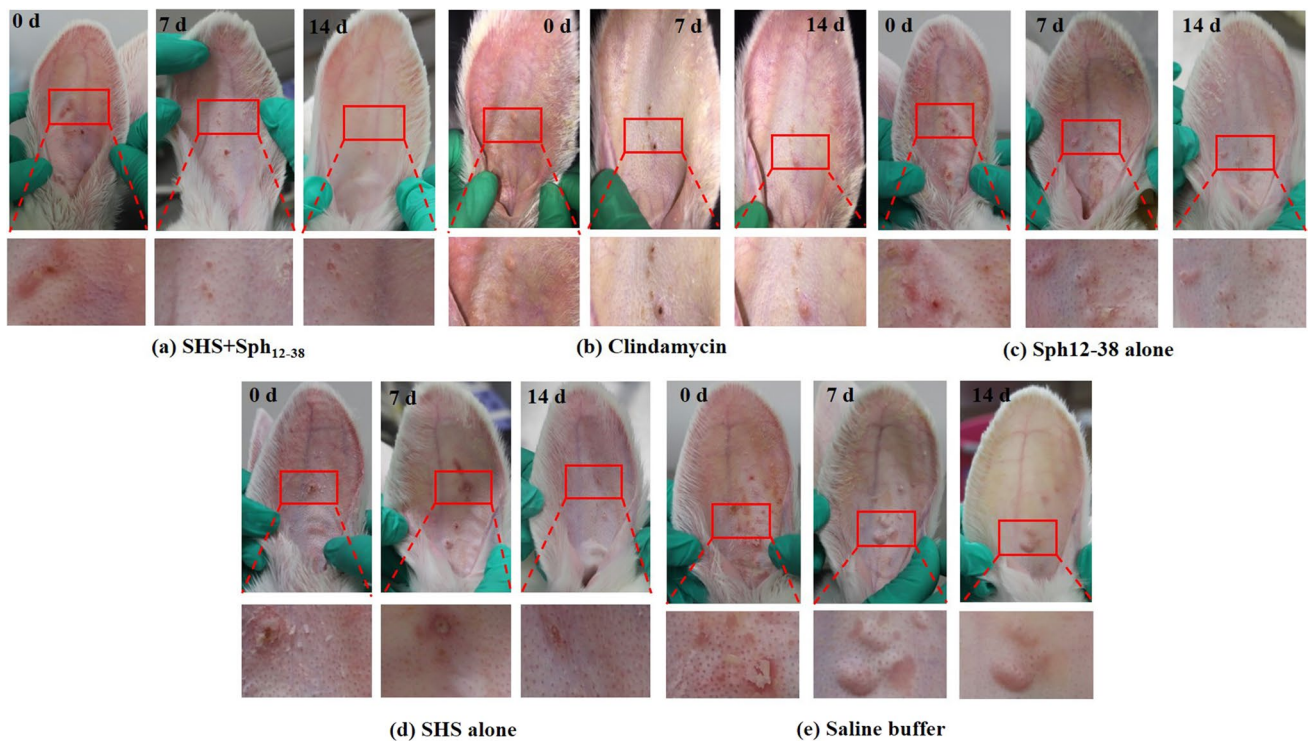 0 d 7 d 14 d 0 d 7 d 14 d 0 d 7 d 14 d
(a) SHS+Sph₁₂₋₃₈ (b) Clindamycin (c) Sph12-38 alone
0 d 7 d 14 d 0 d 7 d 14 d
(d) SHS alone (e) Saline buffer